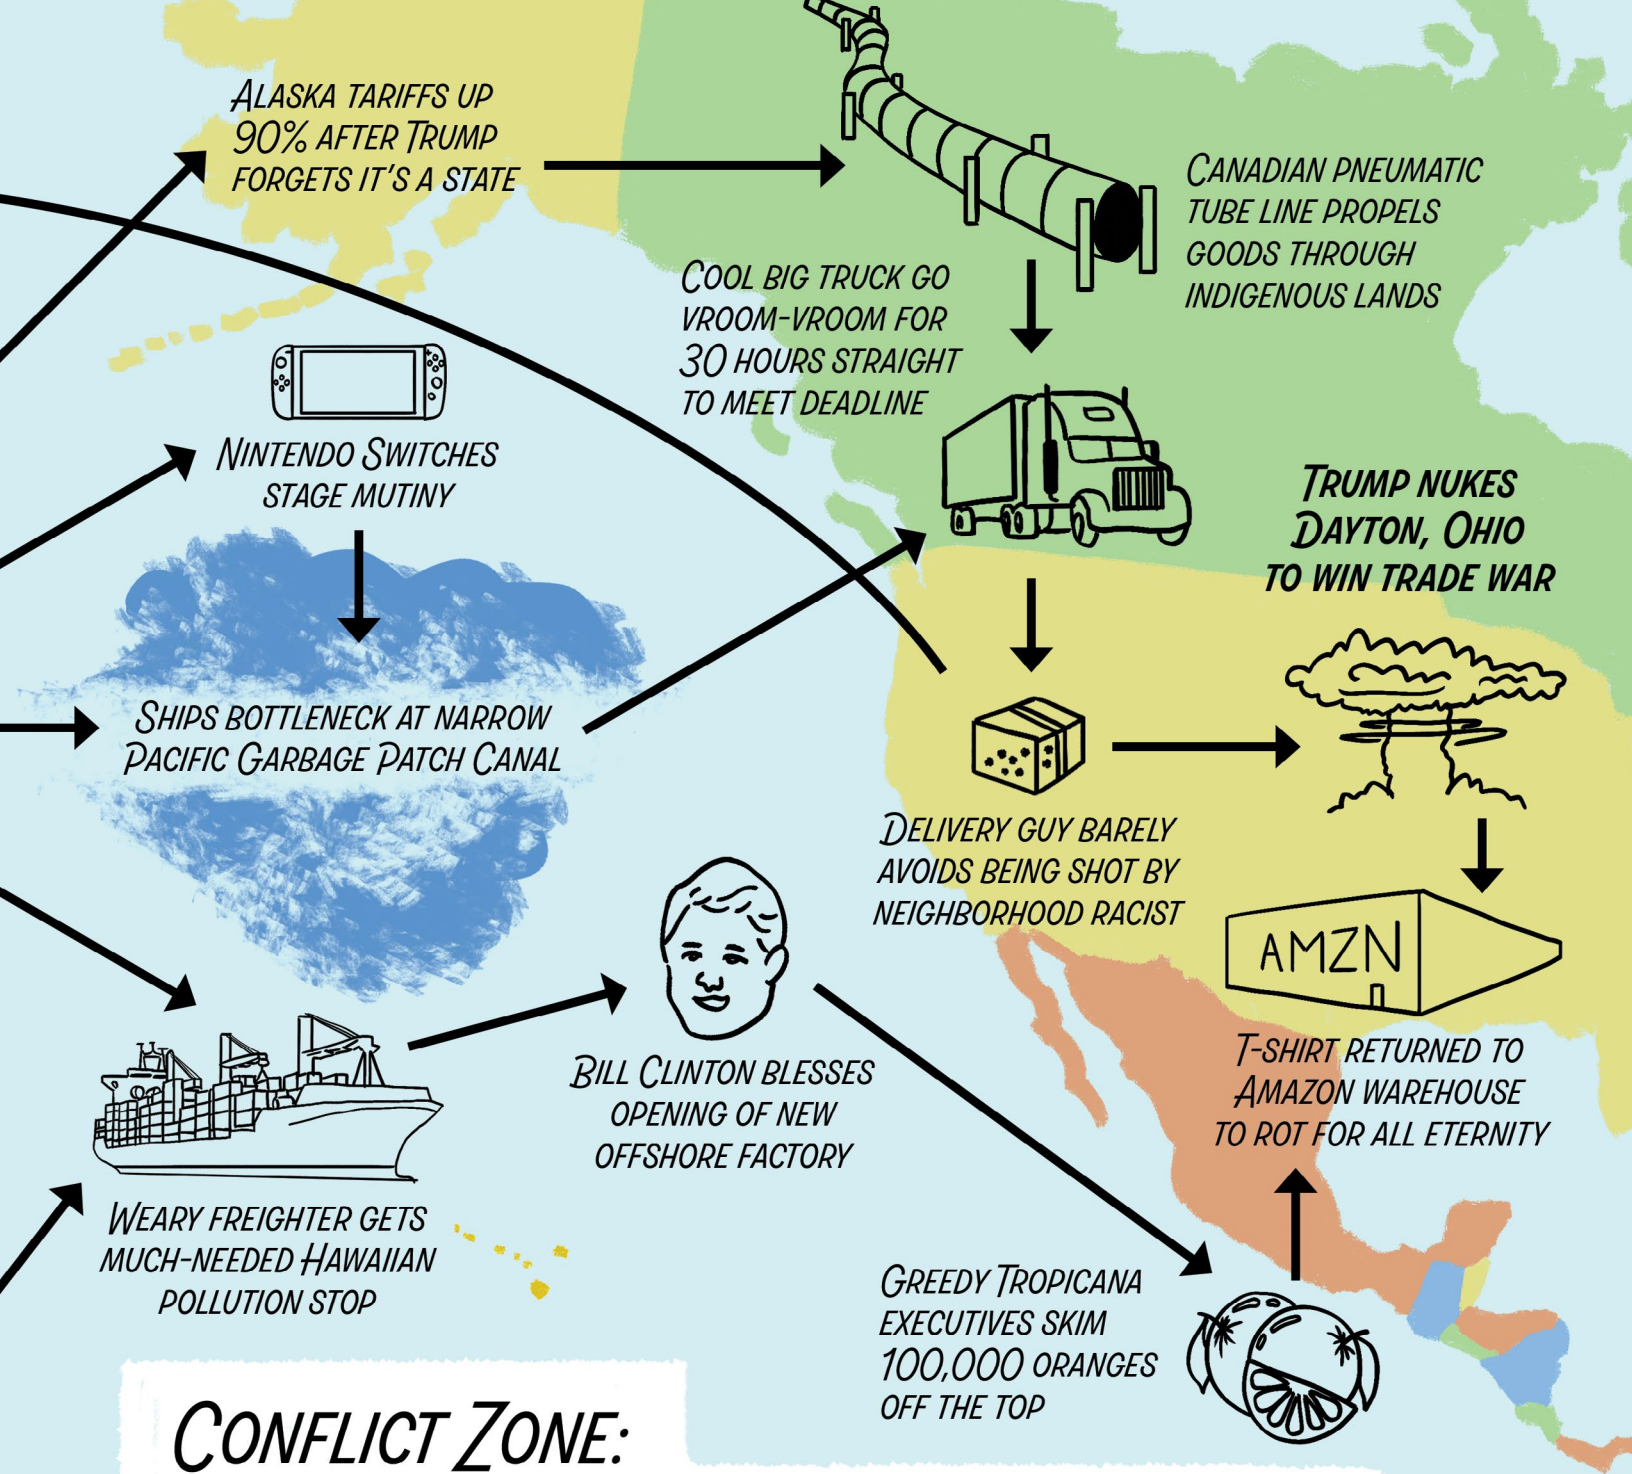 Alaska tariffs up
90% after Trump
forgets it's a state
Canadian pneumatic
tube line propels
goods through
indigenous lands
Cool big truck go
vroom-vroom for
30 hours straight
to meet deadline
Nintendo Switches
stage mutiny
Trump nukes
Dayton, Ohio
to win trade war
Ships bottleneck at narrow
Pacific Garbage Patch Canal
Delivery guy barely
avoids being shot by
neighborhood racist
AMZN
T-shirt returned to
Amazon warehouse
to rot for all eternity
Bill Clinton blesses
opening of new
offshore factory
Weary freighter gets
much-needed Hawaiian
pollution stop
Greedy Tropicana
executives skim
100,000 oranges
off the top
Conflict Zone: